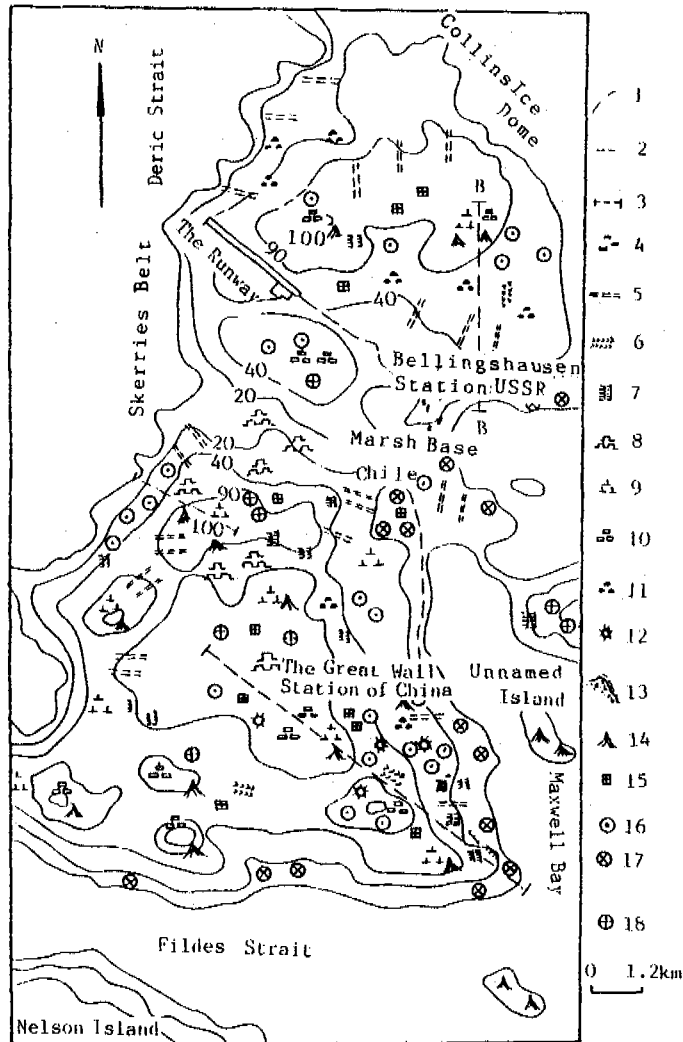 N
Deric Strait
Collins Ice
Dome
B
100
90
The Runway
40
Skerries Belt
40
20
Bellingshausen
Station USSR
B
Marsh Base
Chile
20
40
90
100
The Great Wall
Station of China
Unnamed
Island
Maxwell Bay
Fildes Strait
Nelson Island
1
2
3
4
5
6
7
8
9
10
11
12
13
14
15
16
17
18
0 1.2km